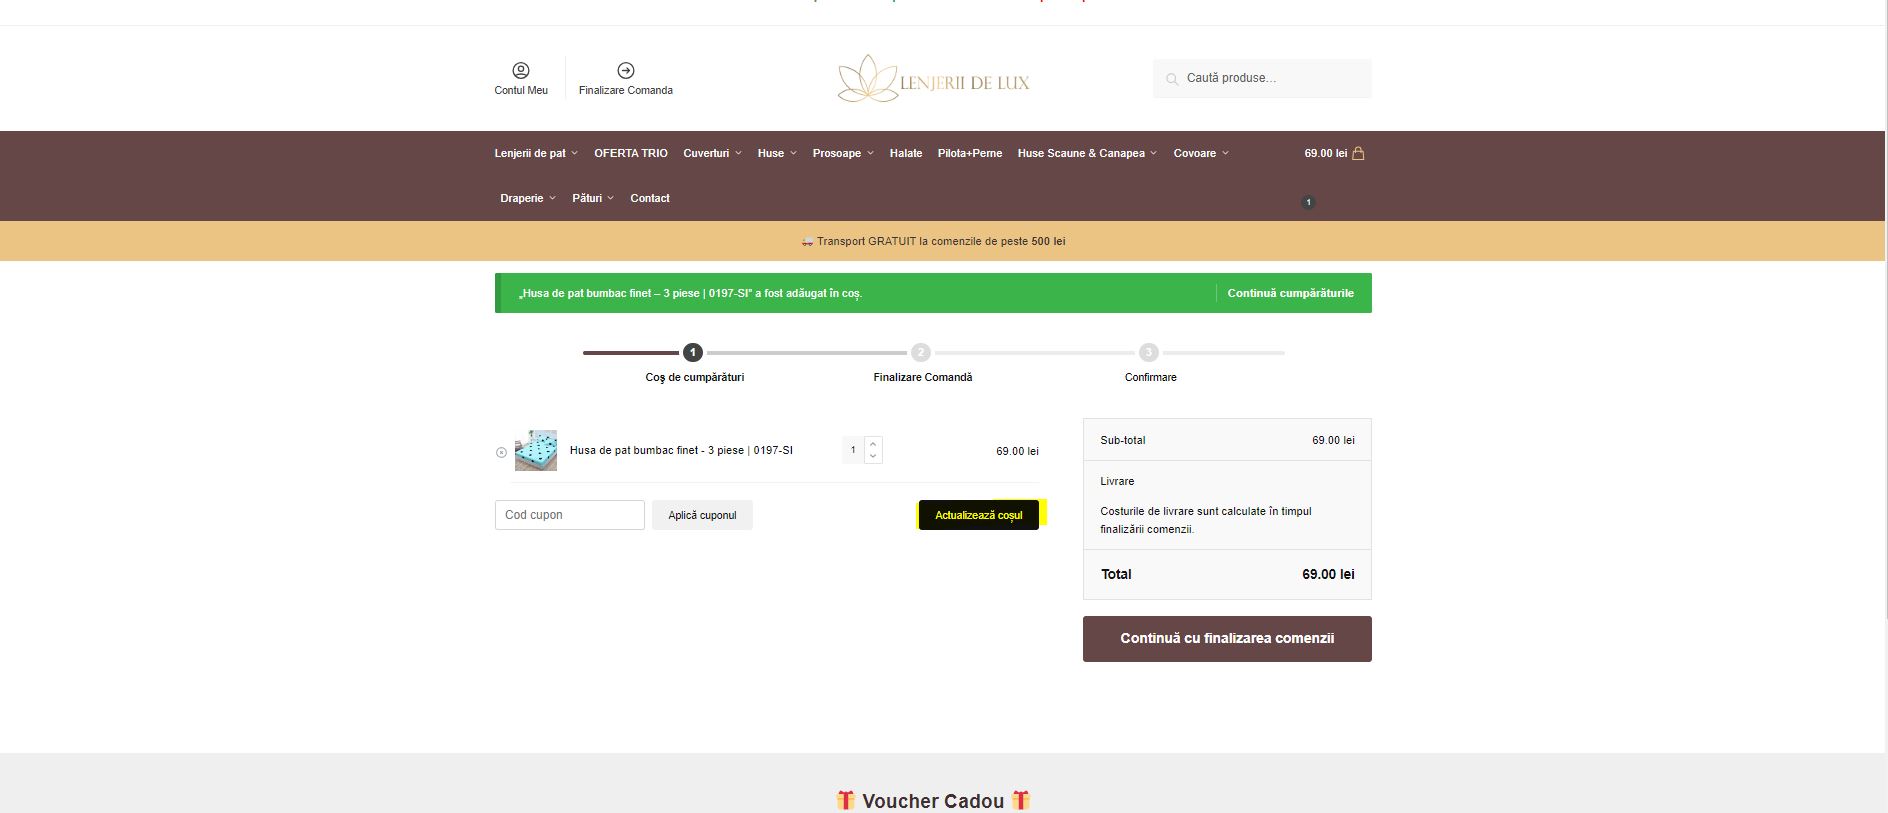 Contul Meu
Finalizare Comanda
LENJERII DE LUX
Caută produse...
Lenjerii de pat OFERTA TRIO Cuverturi Huse Prosoape Halate Pilota+Perne Huse Scaune & Canapea Covoare 69.00 lei
Draperie Pături Contact 1
Transport GRATUIT la comenzile de peste 500 lei
„Husa de pat bumbac finet – 3 piese | 0197-SI” a fost adăugat în coș. Continuă cumpărăturile
1 2 3
Coș de cumpărături Finalizare Comandă Confirmare
Husa de pat bumbac finet - 3 piese | 0197-SI 1 69.00 lei
Cod cupon Aplică cuponul Actualizează coșul
Sub-total 69.00 lei
Livrare
Costurile de livrare sunt calculate în timpul
finalizării comenzii.
Total 69.00 lei
Continuă cu finalizarea comenzii
Voucher Cadou